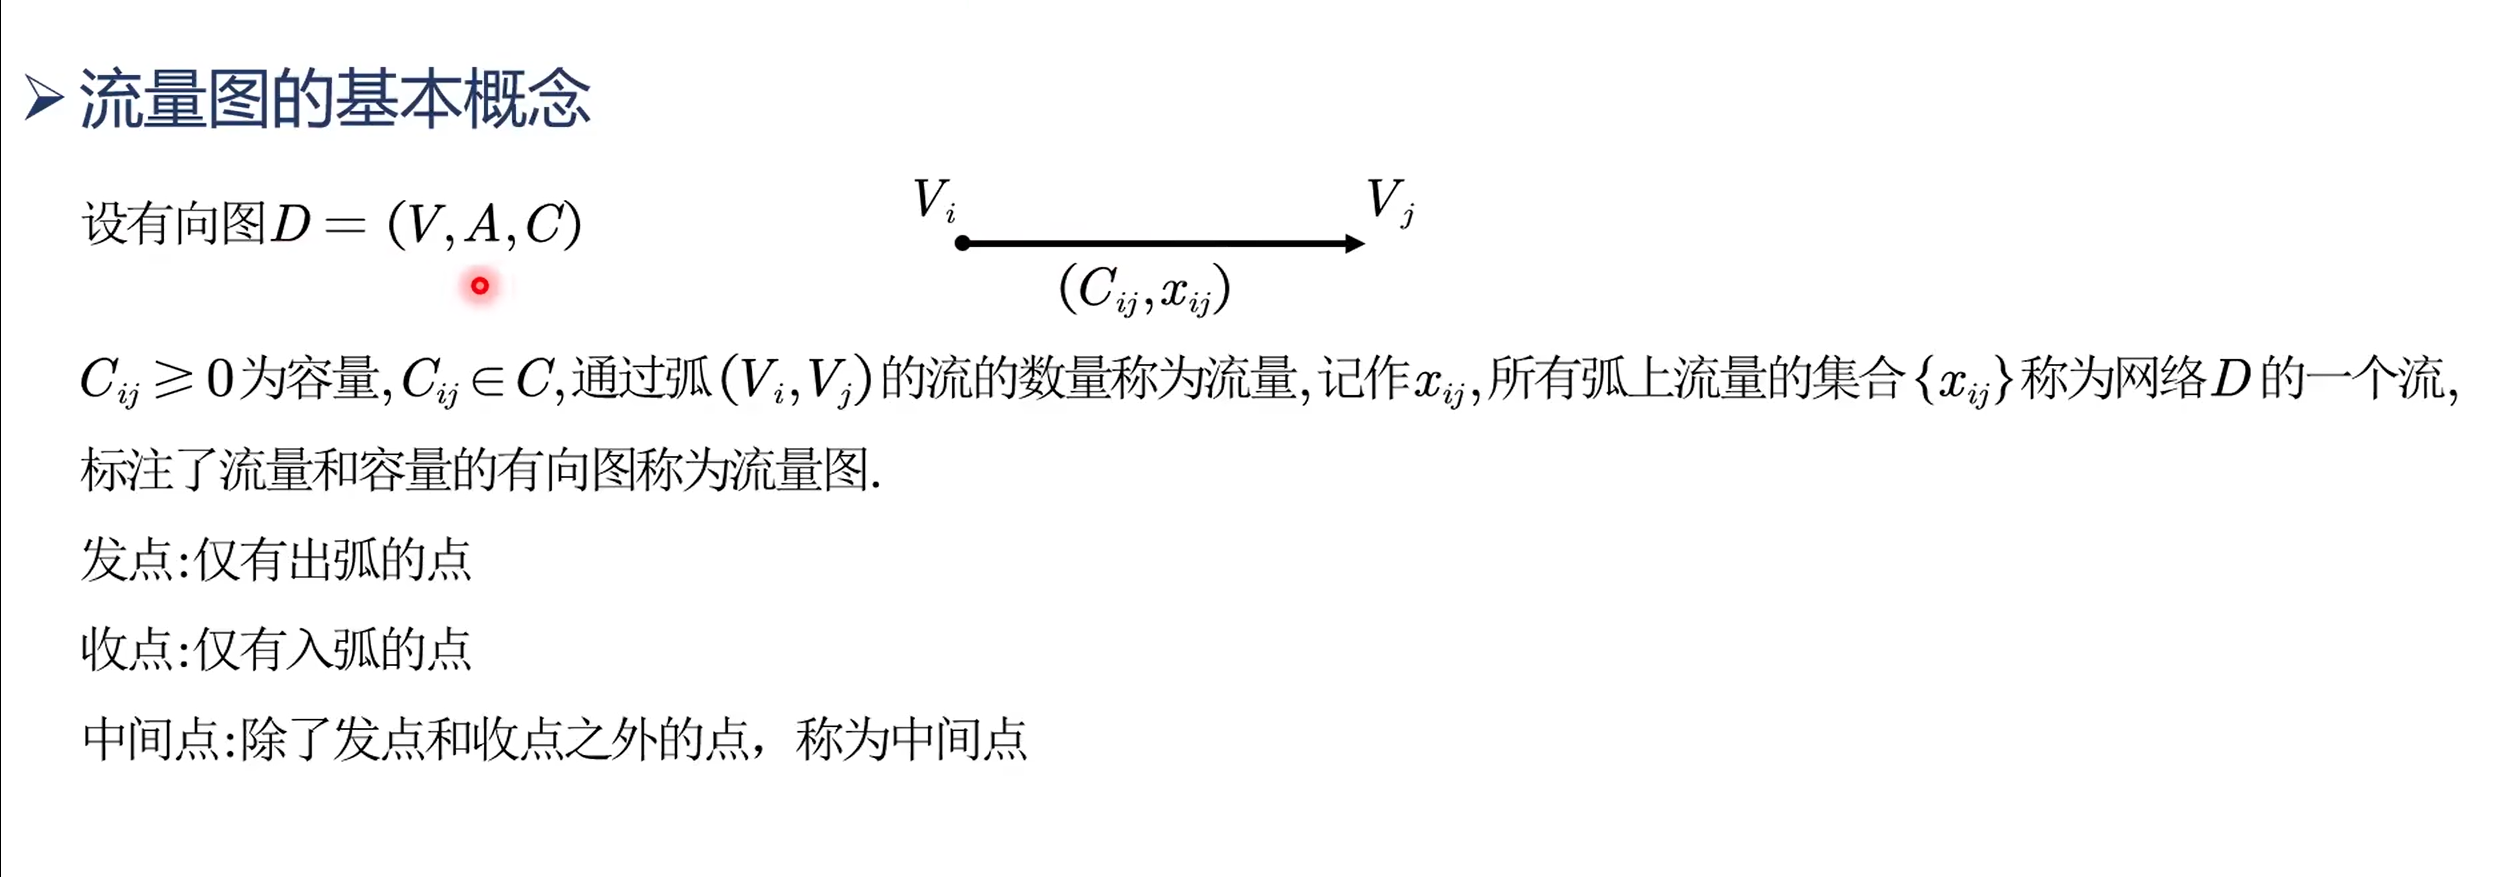 流量图的基本概念
设有向图D = (V, A, C)
V_i
V_j
(C_{ij}, x_{ij})
C_{ij} ⩾ 0为容量, C_{ij} ∈ C, 通过弧(V_i, V_j)的流的数量称为流量, 记作x_{ij}, 所有弧上流量的集合{x_{ij}}称为网络D的一个流,
标注了流量和容量的有向图称为流量图.
发点:仅有出弧的点
收点:仅有入弧的点
中间点:除了发点和收点之外的点，称为中间点